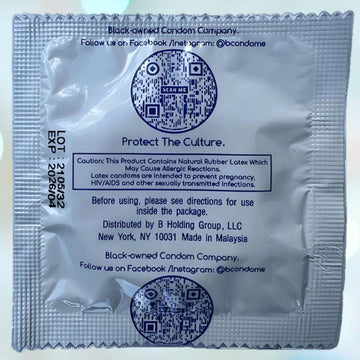 Black-owned Condom Company.
Follow us on Facebook /Instagram: @bcondoms
SCAN ME
Protect The Culture.
Caution: This Product Contains Natural Rubber Latex Which
May Cause Allergic Reactions.
Latex condoms are intended to prevent pregnancy,
HIV/AIDS and other sexually transmitted infections.
Before using, please see directions for use
inside the package.
Distributed by B Holding Group, LLC
New York, NY 10031 Made in Malaysia
Black-owned Condom Company.
Follow us on Facebook /Instagram: @bcondoms
LOT : 2105/32
EXP : 2026/04